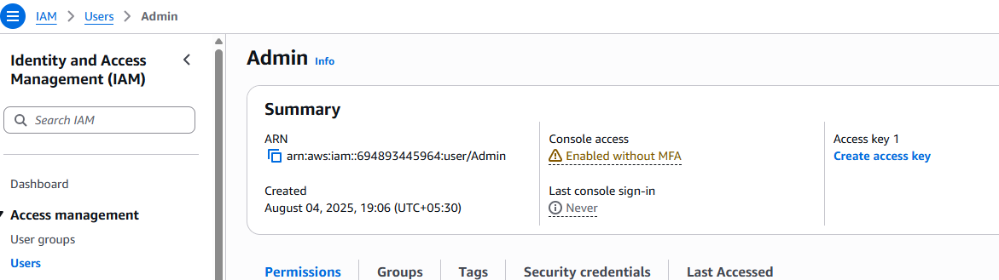 IAM > Users > Admin
Identity and Access
Management (IAM)
Search IAM
Dashboard
Access management
User groups
Users
Admin Info
Summary
ARN
arn:aws:iam::694893445964:user/Admin
Created
August 04, 2025, 19:06 (UTC+05:30)
Console access
Enabled without MFA
Last console sign-in
Never
Access key 1
Create access key
Permissions Groups Tags Security credentials Last Accessed